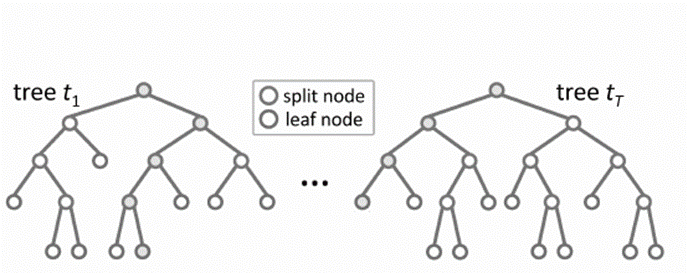 tree t1
split node
leaf node
tree tT
...